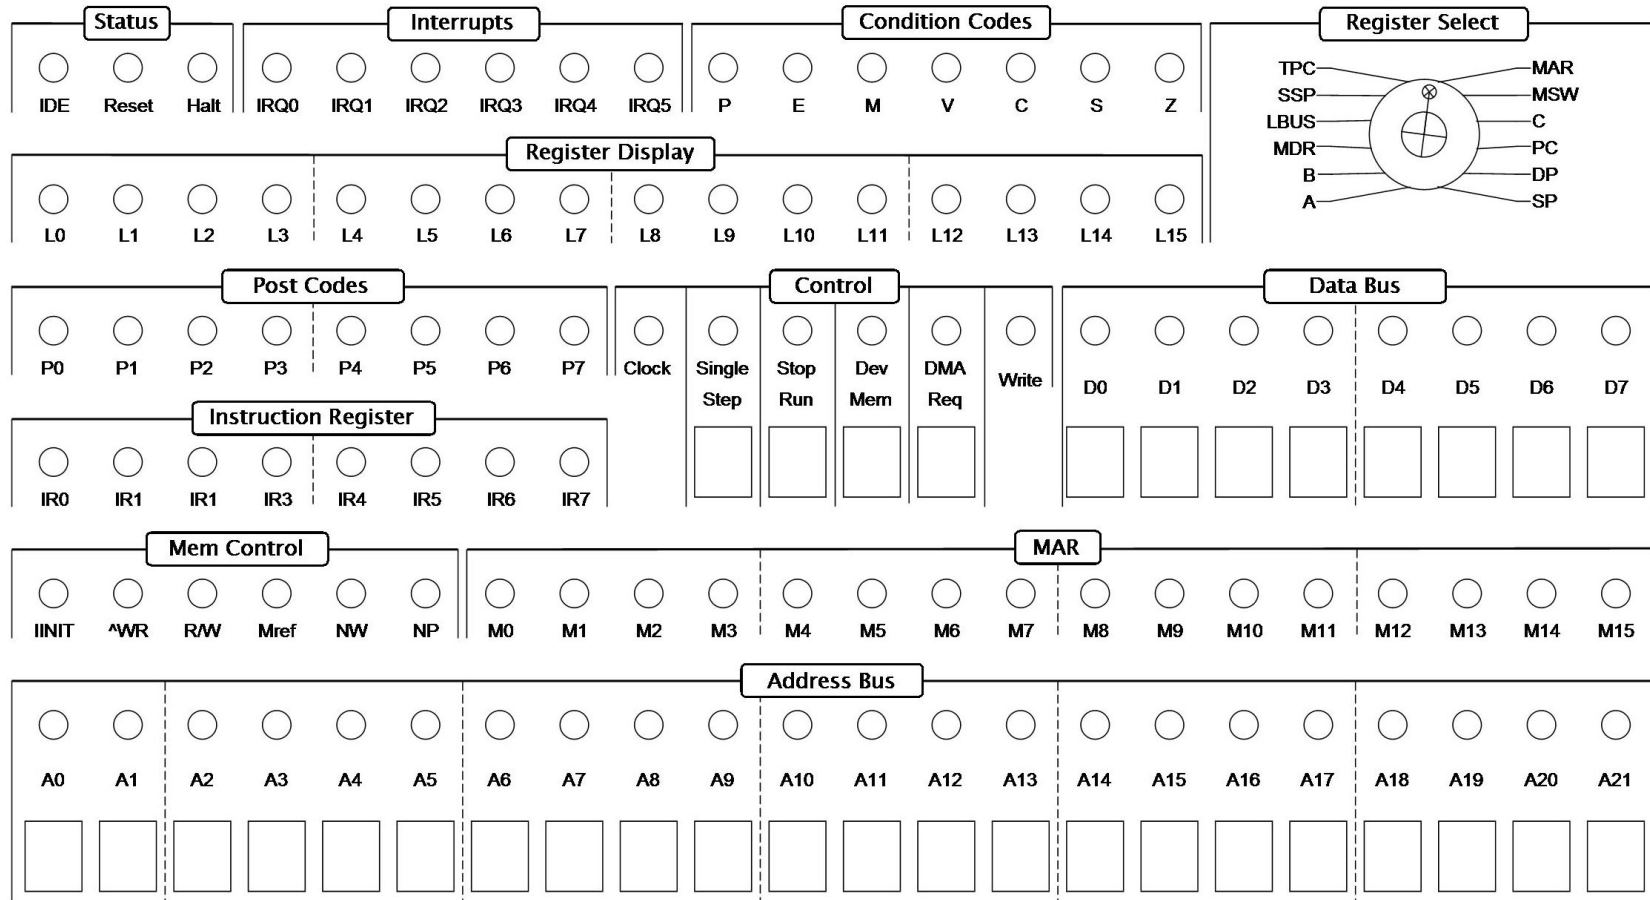 Status Interrupts Condition Codes Register Select
IDE Reset Halt IRQ0 IRQ1 IRQ2 IRQ3 IRQ4 IRQ5 P E M V C S Z
TPC MAR
SSP MSW
LBUS C
MDR PC
B DP
A SP
Register Display
L0 L1 L2 L3 L4 L5 L6 L7 L8 L9 L10 L11 L12 L13 L14 L15
Post Codes Control Data Bus
P0 P1 P2 P3 P4 P5 P6 P7 Clock Single Stop Dev DMA Write D0 D1 D2 D3 D4 D5 D6 D7
Step Run Mem Req
Instruction Register
IR0 IR1 IR1 IR3 IR4 IR5 IR6 IR7
Mem Control MAR
IINIT ^WR R/W Mref NW NP M0 M1 M2 M3 M4 M5 M6 M7 M8 M9 M10 M11 M12 M13 M14 M15
Address Bus
A0 A1 A2 A3 A4 A5 A6 A7 A8 A9 A10 A11 A12 A13 A14 A15 A16 A17 A18 A19 A20 A21